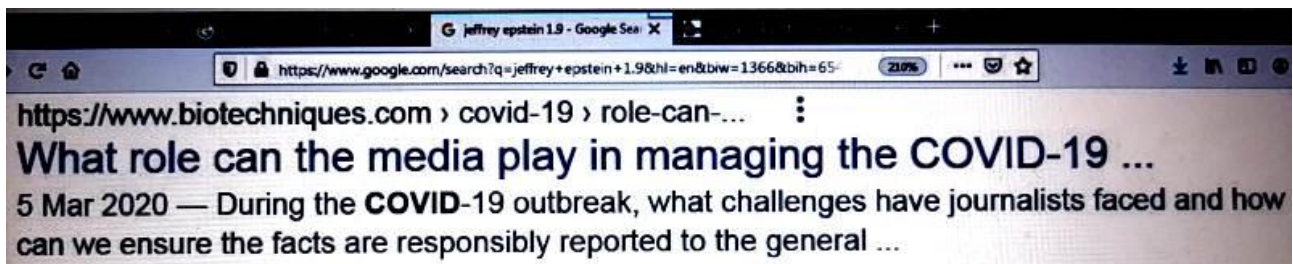 jeffrey epstein 1.9 - Google Sea
https://www.google.com/search?q=jeffrey+epstein+1.9&hl=en&biw=1366&bih=65
210%
https://www.biotechniques.com › covid-19 › role-can-...
What role can the media play in managing the COVID-19 ...
5 Mar 2020 — During the COVID-19 outbreak, what challenges have journalists faced and how
can we ensure the facts are responsibly reported to the general ...